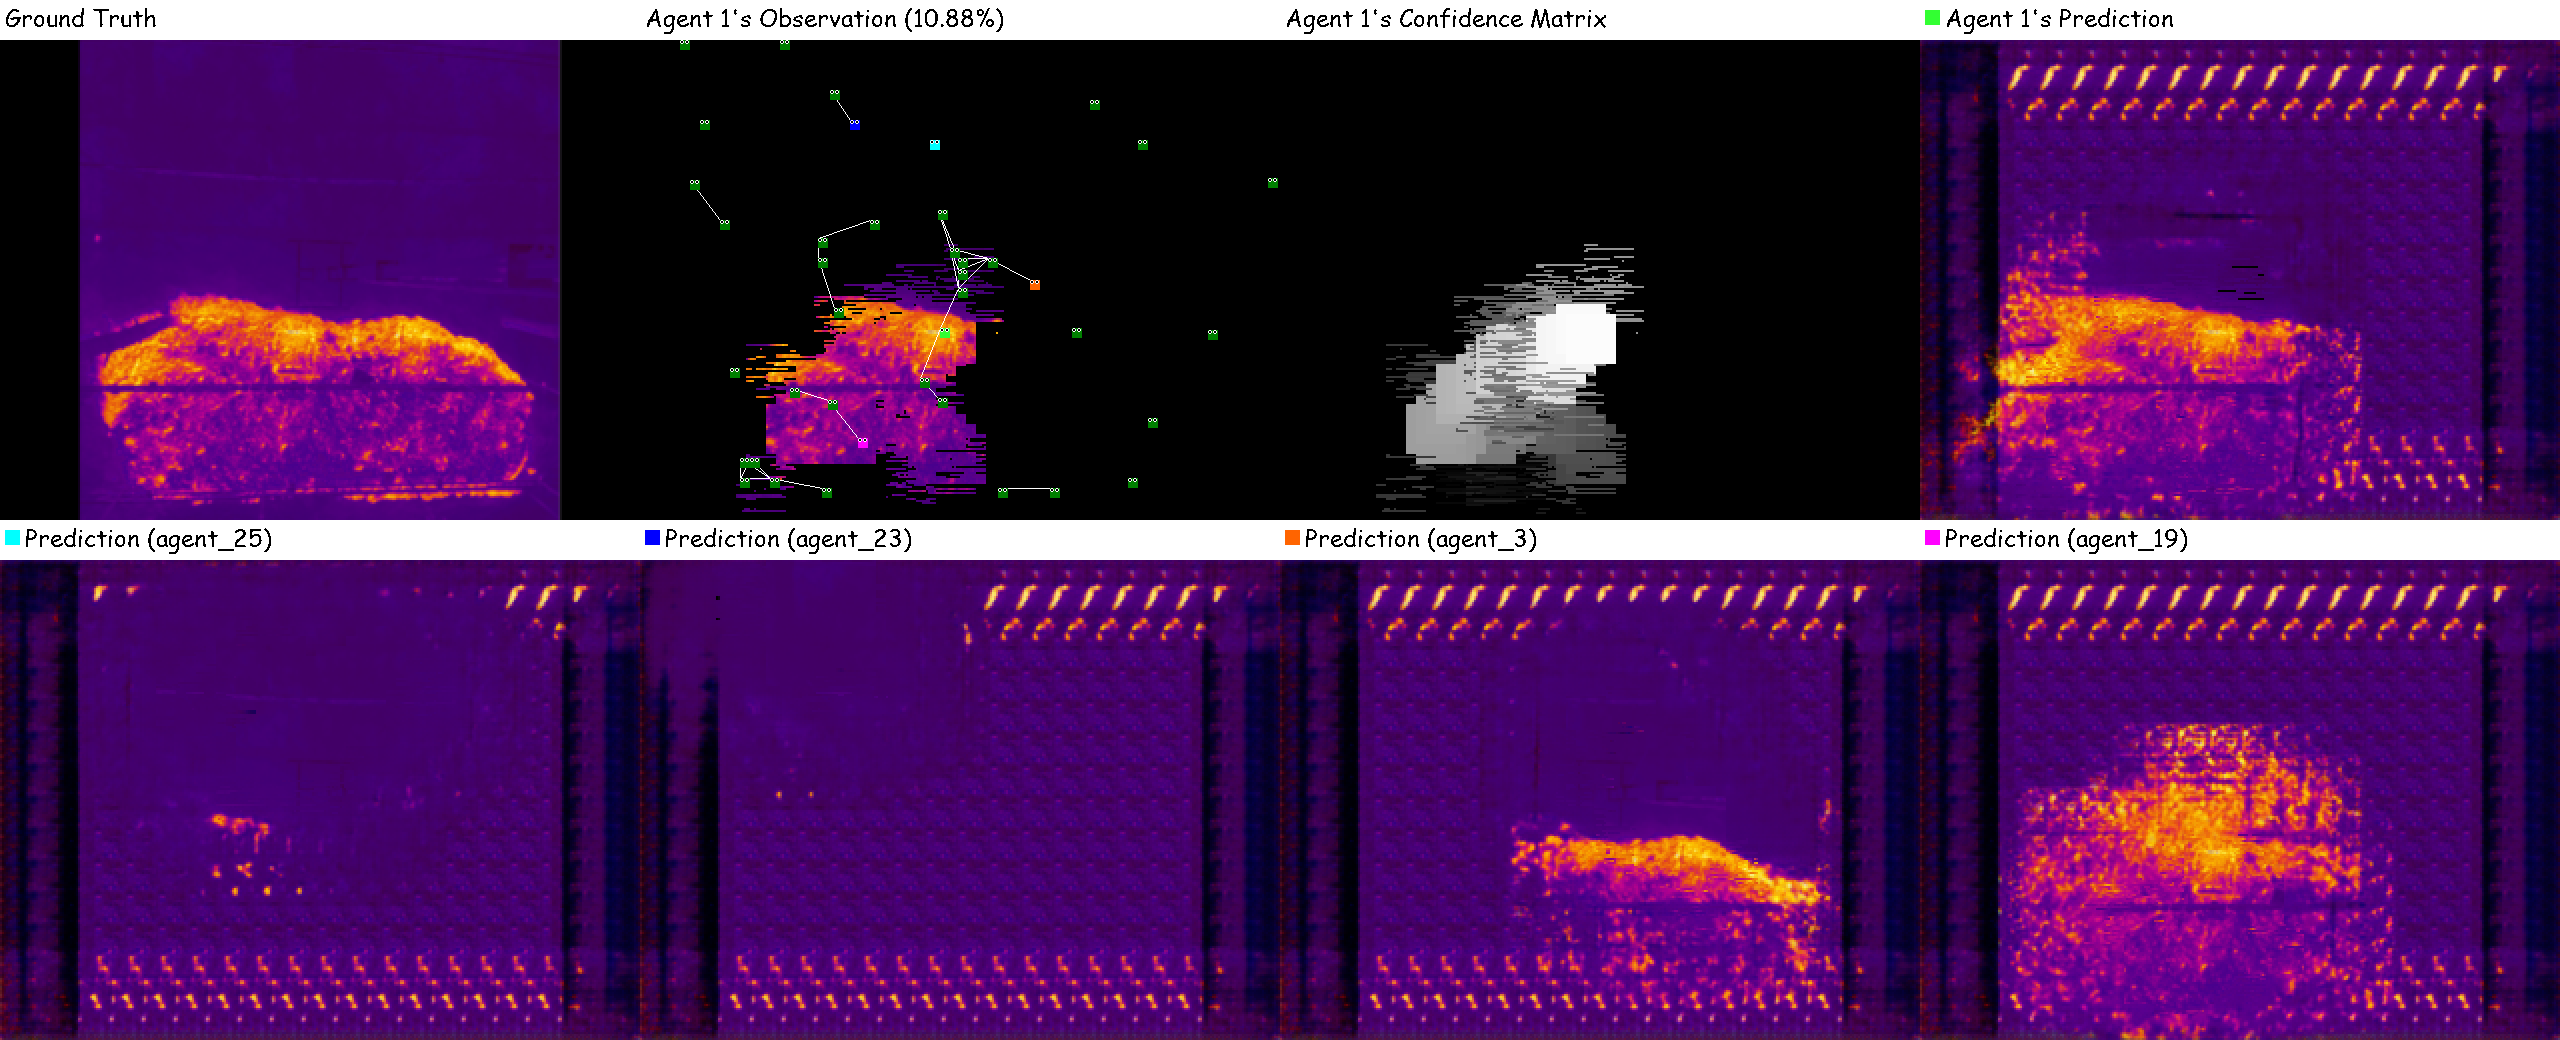 Ground Truth
Agent 1's Observation (10.88%)
Agent 1's Confidence Matrix
Agent 1's Prediction
Prediction (agent_25)
Prediction (agent_23)
Prediction (agent_3)
Prediction (agent_19)